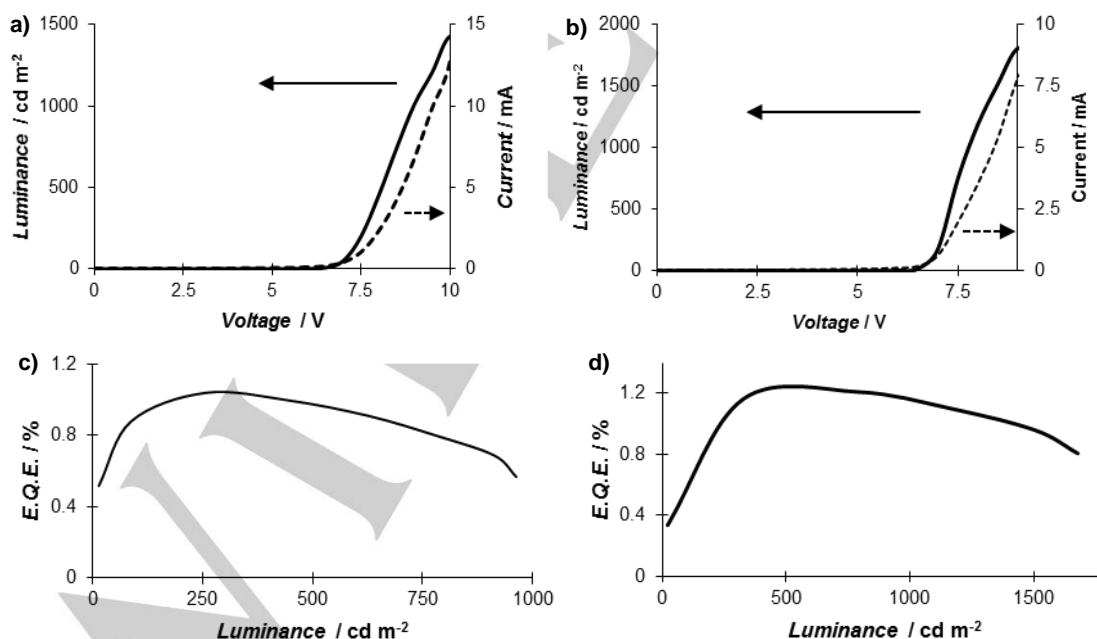 a)
1500
1000
500
0
Luminance / cd m-2
15
10
5
0
Current / mA
0 2.5 5 7.5 10
Voltage / V
b)
2000
1500
1000
500
0
Luminance / cd m-2
10
7.5
5
2.5
0
Current / mA
0 2.5 5 7.5
Voltage / V
c)
1.2
0.8
0.4
0
E.Q.E. / %
0 250 500 750 1000
Luminance / cd m-2
d)
1.2
0.8
0.4
0
E.Q.E. / %
0 500 1000 1500
Luminance / cd m-2